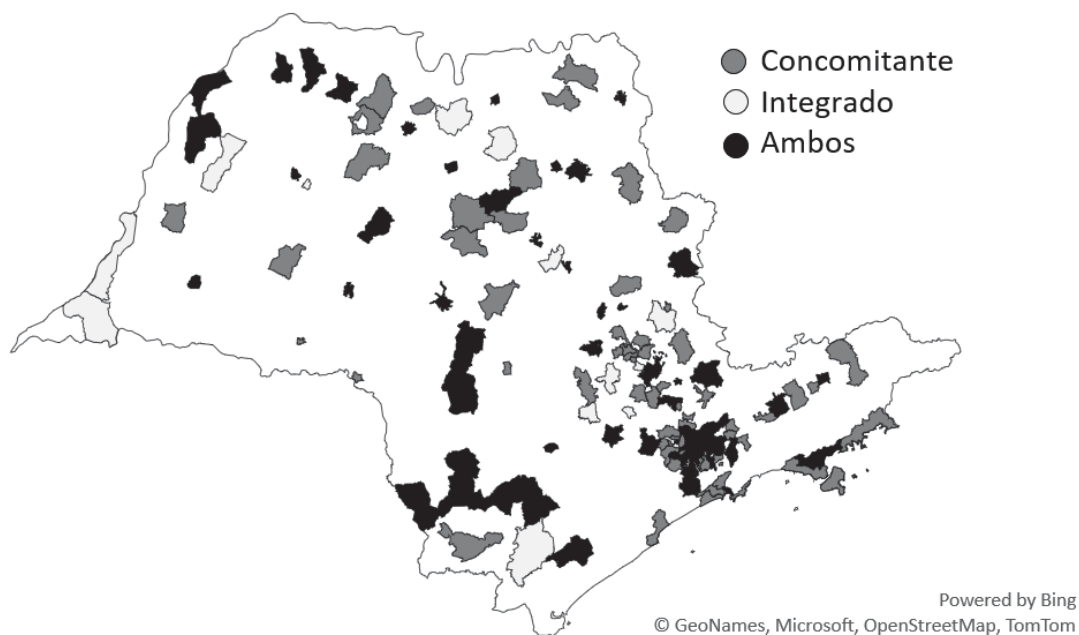 Concomitante
Integrado
Ambos
Powered by Bing
© GeoNames, Microsoft, OpenStreetMap, TomTom